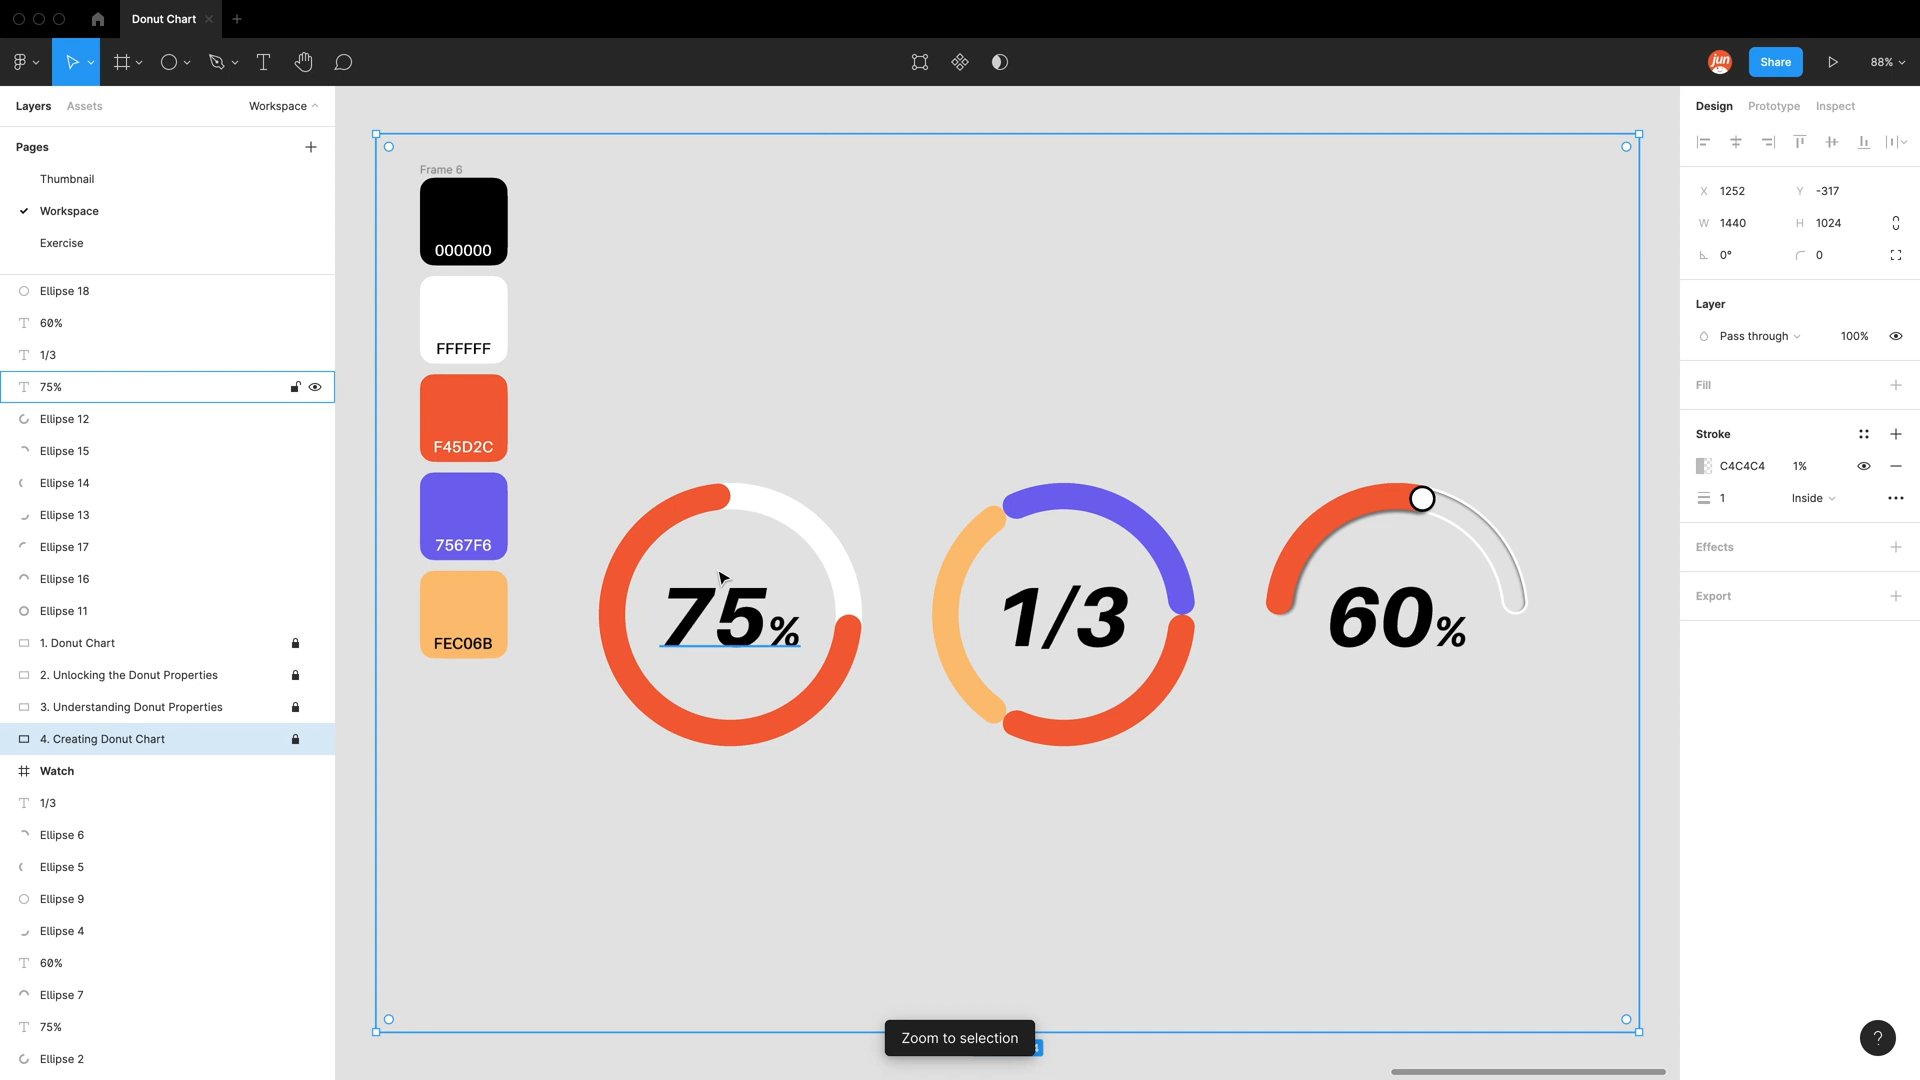 Donut Chart
jun
Share
88%
Layers
Assets
Workspace
Pages
Thumbnail
Workspace
Exercise
Ellipse 18
60%
1/3
75%
Ellipse 12
Ellipse 15
Ellipse 14
Ellipse 13
Ellipse 17
Ellipse 16
Ellipse 11
1. Donut Chart
2. Unlocking the Donut Properties
3. Understanding Donut Properties
4. Creating Donut Chart
Watch
1/3
Ellipse 6
Ellipse 5
Ellipse 9
Ellipse 4
60%
Ellipse 7
75%
Ellipse 2
Frame 6
000000
FFFFFF
F45D2C
7567F6
FEC06B
75%
1/3
60%
Zoom to selection
Design
Prototype
Inspect
X 1252
Y -317
W 1440
H 1024
0°
0
Layer
Pass through
100%
Fill
Stroke
C4C4C4
1%
1
Inside
Effects
Export
?